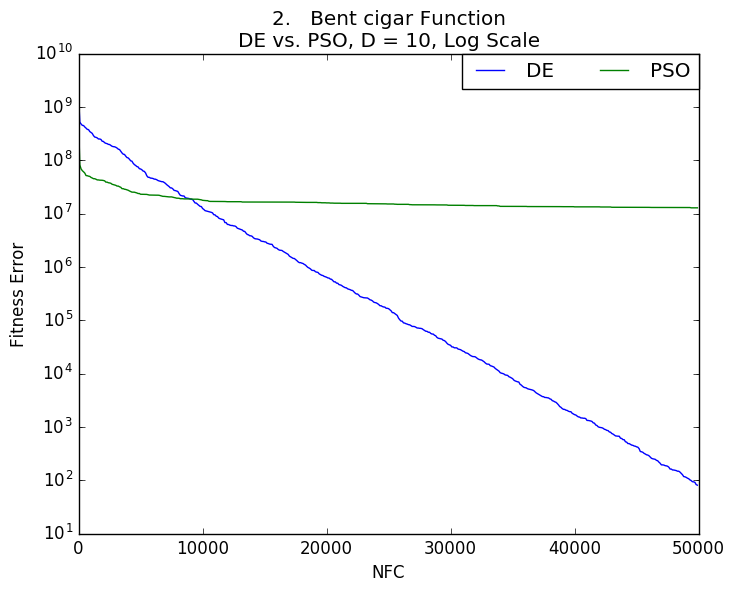 2.   Bent cigar Function
DE vs. PSO, D = 10, Log Scale
DE PSO
Fitness Error
10^10
10^9
10^8
10^7
10^6
10^5
10^4
10^3
10^2
10^1
0 10000 20000 30000 40000 50000
NFC